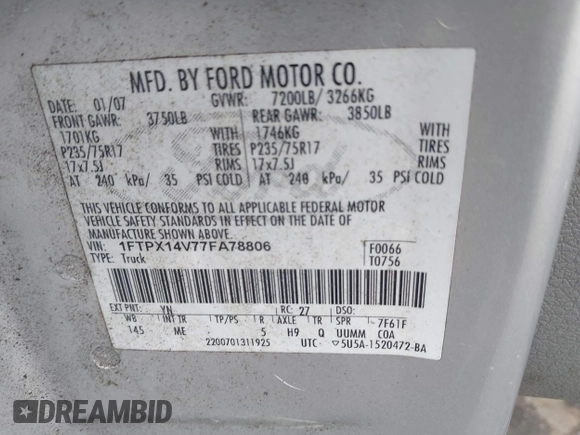 MFD. BY FORD MOTOR CO.
DATE: 01/07 GVWR: 7200LB/ 3266KG
FRONT GAWR: 3750LB REAR GAWR: 3850LB
1701KG WITH 1746KG WITH
P235/75R17 TIRES P235/75R17 TIRES
17x7.5J RIMS 17x7.5J RIMS
AT 240 kPa/ 35 PSI COLD AT 240 kPa/ 35 PSI COLD
THIS VEHICLE CONFORMS TO ALL APPLICABLE FEDERAL MOTOR
VEHICLE SAFETY STANDARDS IN EFFECT ON THE DATE OF
MANUFACTURE SHOWN ABOVE.
VIN: 1FTPX14V77FA78806 F0066
TYPE: Truck T0756
EXT PNT: YN RC: 27 DSO:
WB INT TR TP/PS R AXLE TR SPR 7F61F
145 ME 5 H9 Q UUMM COA
2200701311925 UTC ▽5U5A-1520472-BA
DREAMBID